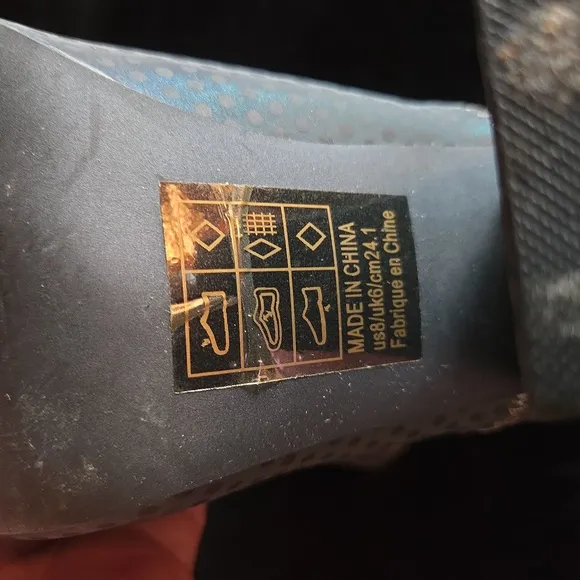 MADE IN CHINA
us8/uk6/cm24.1
Fabriqué en Chine